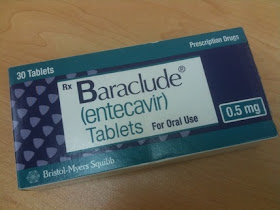 30 Tablets
Prescription Drugs
Rx
Baraclude®
(entecavir)
Tablets For Oral Use
0.5 mg
Bristol-Myers Squibb